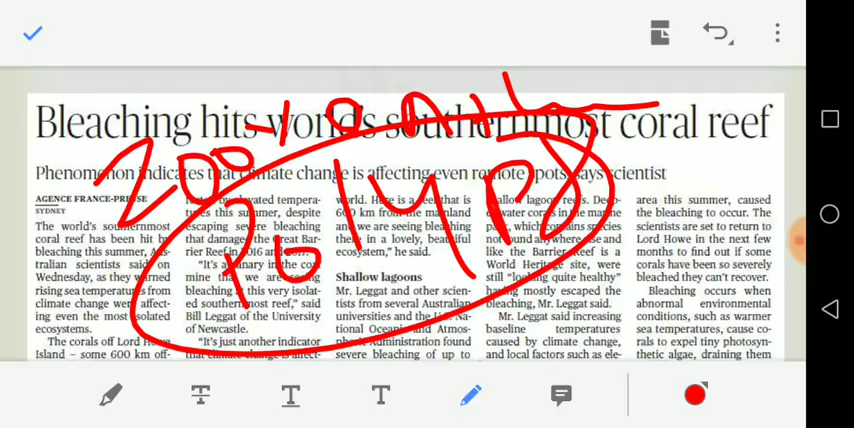 Bleaching hits world's southernmost coral reef
Phenomenon indicates that climate change is affecting even remote spots, says scientist
AGENCE FRANCE-PRESSE
SYDNEY
The world's southernmost
coral reef has been hit by
bleaching this summer, Aus-
tralian scientists said on
Wednesday, as they warned
rising sea temperatures from
climate change were affect-
ing even the most isolated
ecosystems.
The corals off Lord Howe
Island – some 600 km off-
by elevated tempera-
tures this summer, despite
escaping severe bleaching
that damaged the Great Bar-
rier Reef in 2016 and
"It's a canary in the coal
mine that we are seeing
bleaching at this very isolat-
ed southernmost reef," said
Bill Leggat of the University
of Newcastle.
"It's just another indicator
that climate change is affect-
world. Here is a reef that is
600 km from the mainland
and we are seeing bleaching
there in a lovely, beautiful
ecosystem," he said.
Shallow lagoons
Mr. Leggat and other scien-
tists from several Australian
universities and the U.S. Na-
tional Oceanic and Atmos-
pheric Administration found
severe bleaching of up to
shallow lagoon reefs. Deep-
water corals in the marine
park, which contains species
not found anywhere else and
like the Barrier Reef is a
World Heritage site, were
still "looking quite healthy"
having mostly escaped the
bleaching, Mr. Leggat said.
Mr. Leggat said increasing
baseline temperatures
caused by climate change,
and local factors such as ele-
area this summer, caused
the bleaching to occur. The
scientists are set to return to
Lord Howe in the next few
months to find out if some
corals have been so severely
bleached they can't recover.
Bleaching occurs when
abnormal environmental
conditions, such as warmer
sea temperatures, cause co-
rals to expel tiny photosyn-
thetic algae, draining them